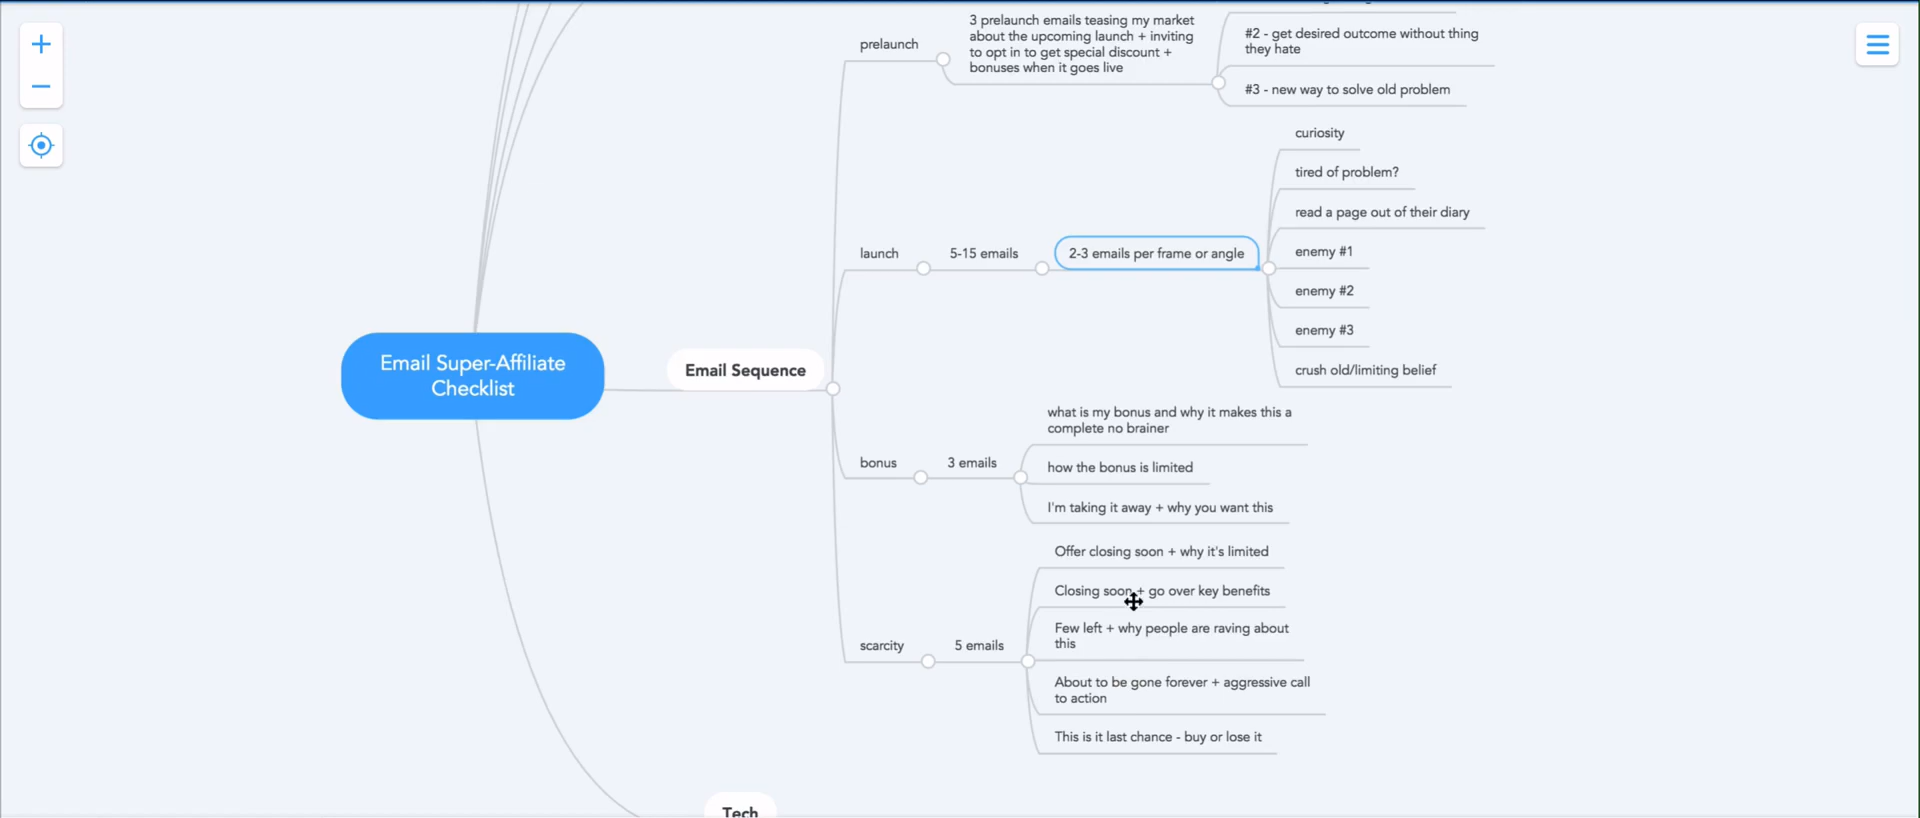 3 prelaunch emails teasing my market
about the upcoming launch + inviting
to opt in to get special discount +
bonuses when it goes live
prelaunch
#2 - get desired outcome without thing
they hate
#3 - new way to solve old problem
curiosity
tired of problem?
read a page out of their diary
launch
5-15 emails
2-3 emails per frame or angle
enemy #1
enemy #2
enemy #3
crush old/limiting belief
Email Super-Affiliate
Checklist
Email Sequence
what is my bonus and why it makes this a
complete no brainer
bonus
3 emails
how the bonus is limited
I'm taking it away + why you want this
Offer closing soon + why it's limited
Closing soon + go over key benefits
Few left + why people are raving about
this
scarcity
5 emails
About to be gone forever + aggressive call
to action
This is it last chance - buy or lose it
Tech